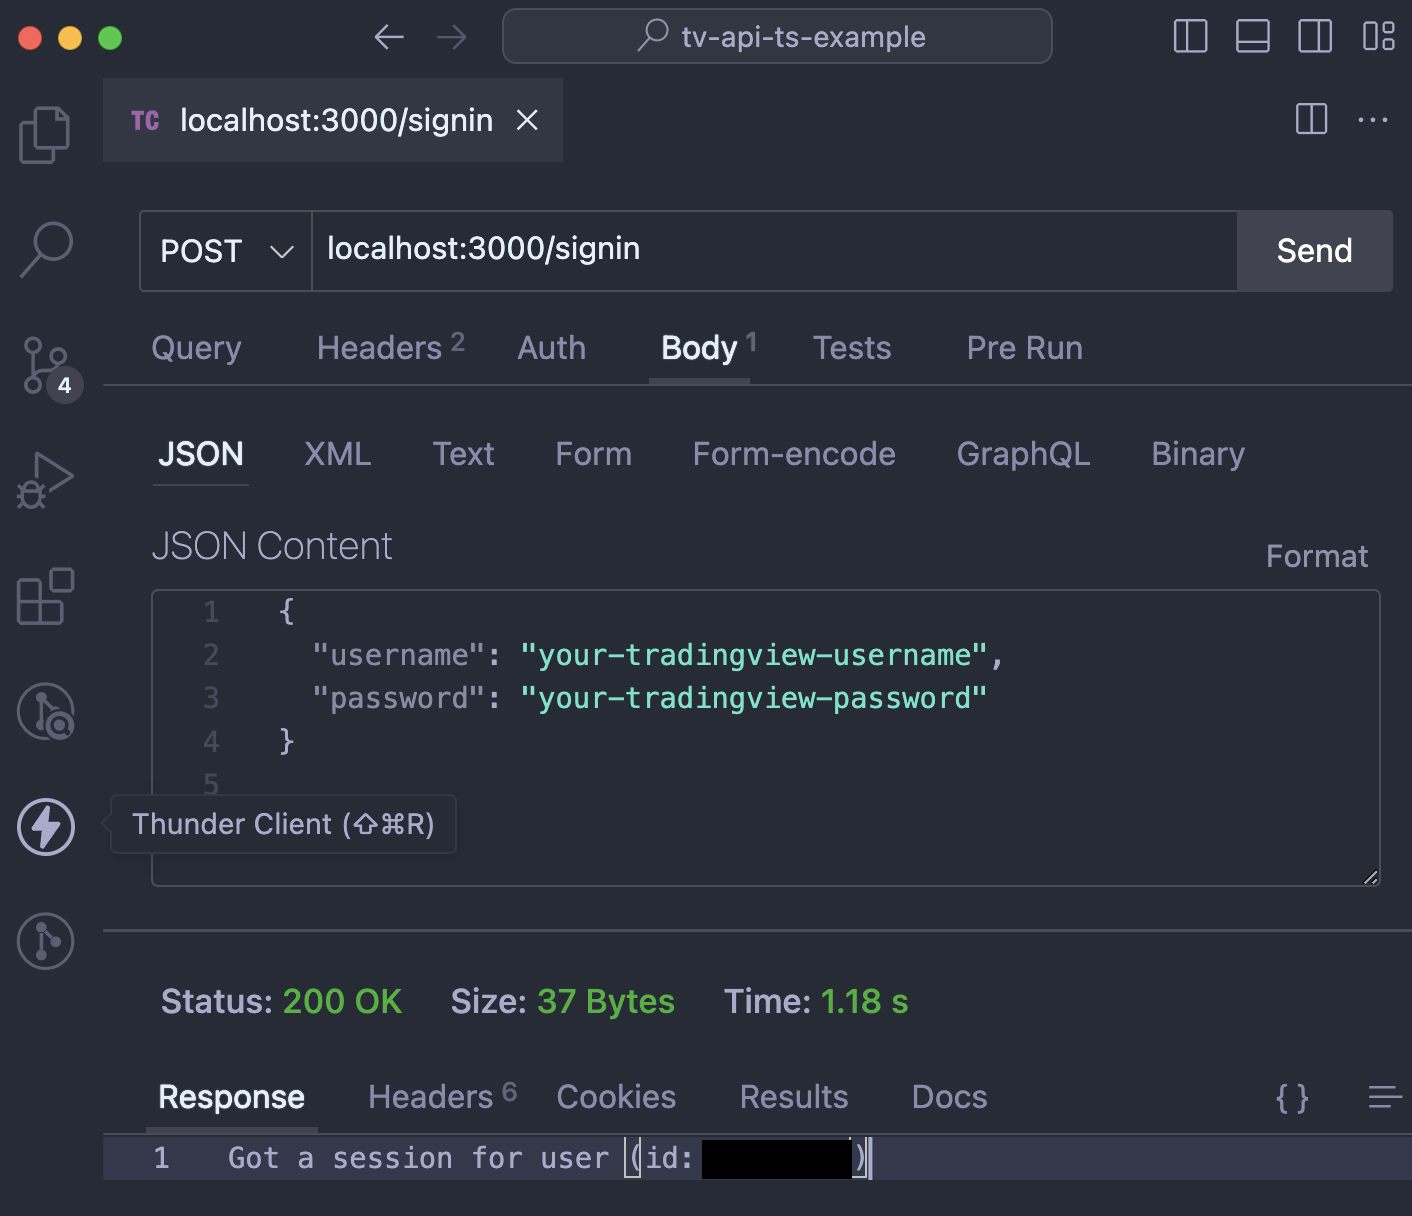 tv-api-ts-example
TC localhost:3000/signin
POST localhost:3000/signin Send
Query Headers 2 Auth Body 1 Tests Pre Run
4
JSON XML Text Form Form-encode GraphQL Binary
JSON Content
Format
1 {
2 "username": "your-tradingview-username",
3 "password": "your-tradingview-password"
4 }
5
Thunder Client (⇧⌘R)
Status: 200 OK Size: 37 Bytes Time: 1.18 s
Response Headers 6 Cookies Results Docs { }
1 Got a session for user (id: )